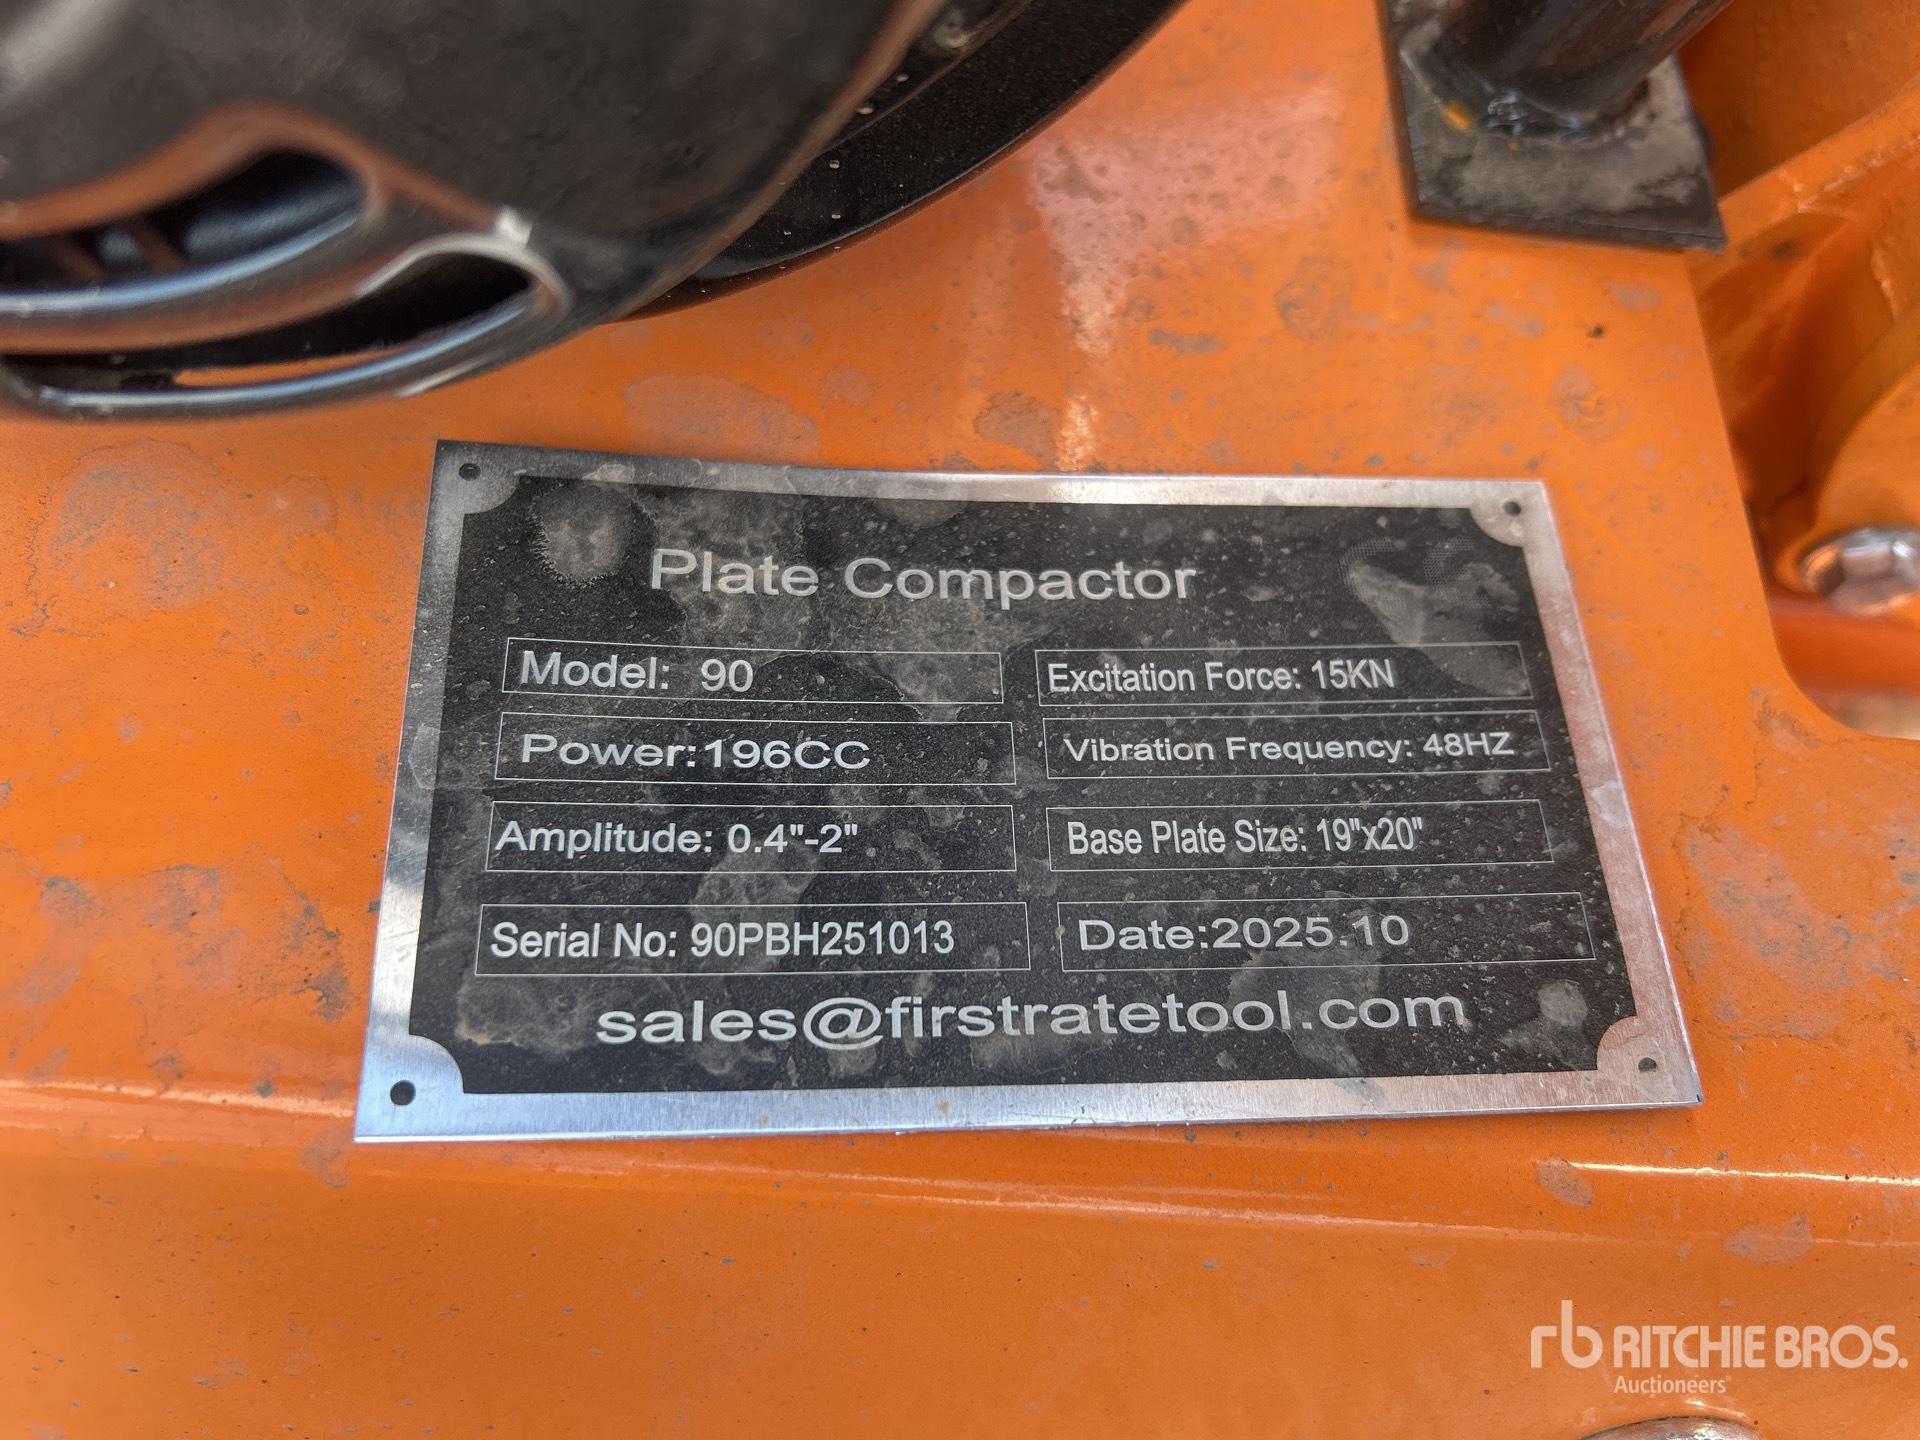 Plate Compactor
Model: 90
Excitation Force: 15KN
Power:196CC
Vibration Frequency: 48HZ
Amplitude: 0.4"-2"
Base Plate Size: 19"x20"
Serial No: 90PBH251013
Date:2025.10
sales@firstratetool.com
rb RITCHIE BROS.
Auctioneers